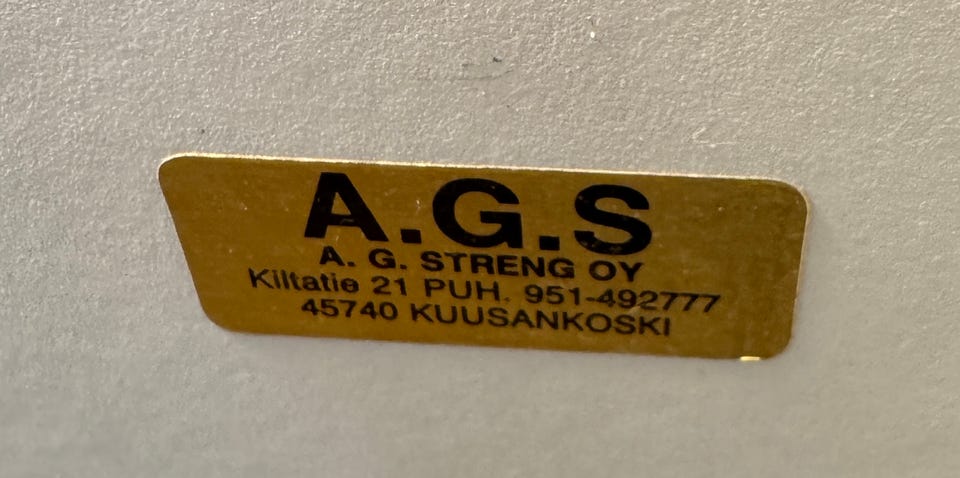 A.G.S
A. G. STRENG OY
Kiltatie 21 PUH. 951-492777
45740 KUUSANKOSKI